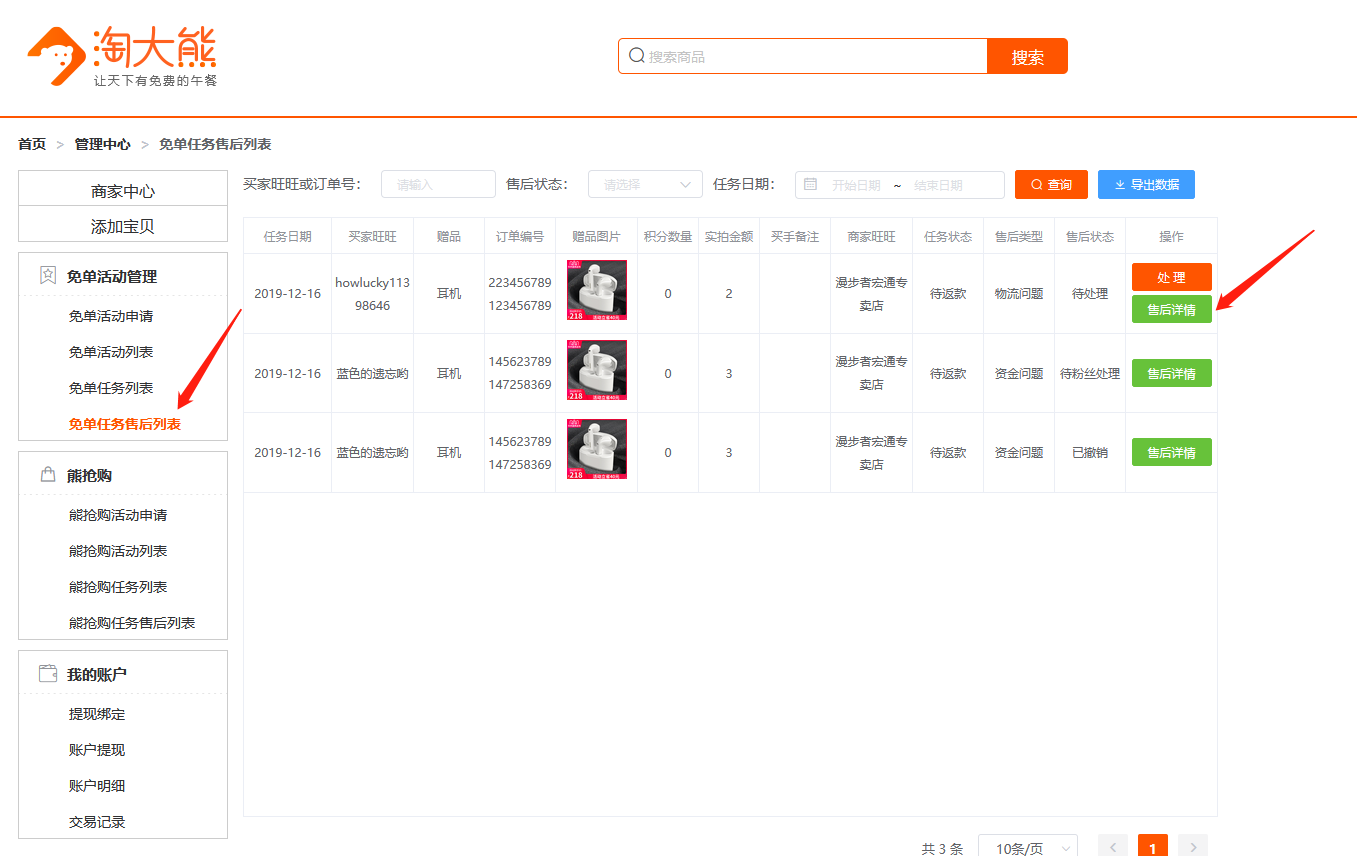 淘大熊
让天下有免费的午餐
搜索商品
搜索
首页 > 管理中心 > 免单任务售后列表
商家中心
添加宝贝
免单活动管理
免单活动申请
免单活动列表
免单任务列表
免单任务售后列表
熊抢购
熊抢购活动申请
熊抢购活动列表
熊抢购任务列表
熊抢购任务售后列表
我的账户
提现绑定
账户提现
账户明细
交易记录
买家旺旺或订单号： 请输入 售后状态： 请选择 任务日期： 开始日期 ~ 结束日期 查询 导出数据
任务日期 买家旺旺 赠品 订单编号 赠品图片 积分数量 实拍金额 买手备注 商家旺旺 任务状态 售后类型 售后状态 操作
2019-12-16 howlucky113
98646 耳机 223456789
123456789 218 0 2 漫步者宏通专
卖店 待返款 物流问题 待处理 处 理
售后详情
2019-12-16 蓝色的遗忘哟 耳机 145623789
147258369 218 0 3 漫步者宏通专
卖店 待返款 资金问题 待粉丝处理 售后详情
2019-12-16 蓝色的遗忘哟 耳机 145623789
147258369 218 0 3 漫步者宏通专
卖店 待返款 资金问题 已撤销 售后详情
共 3 条 10条/页 < 1 >